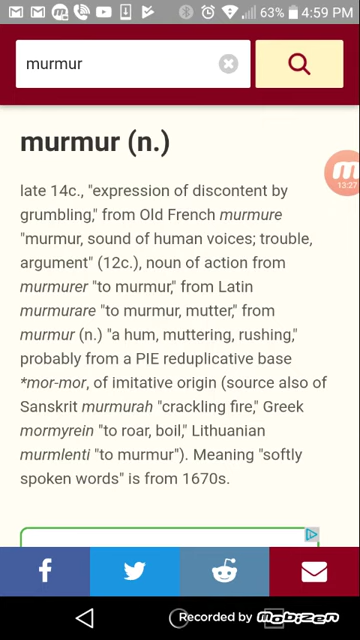 63% 4:59 PM
murmur
murmur (n.)
13:27
late 14c., "expression of discontent by
grumbling," from Old French murmure
"murmur, sound of human voices; trouble,
argument" (12c.), noun of action from
murmurer "to murmur," from Latin
murmurare "to murmur, mutter," from
murmur (n.) "a hum, muttering, rushing,"
probably from a PIE reduplicative base
*mor-mor, of imitative origin (source also of
Sanskrit murmurah "crackling fire," Greek
mormyrein "to roar, boil," Lithuanian
murmlenti "to murmur"). Meaning "softly
spoken words" is from 1670s.
Recorded by Mobizen